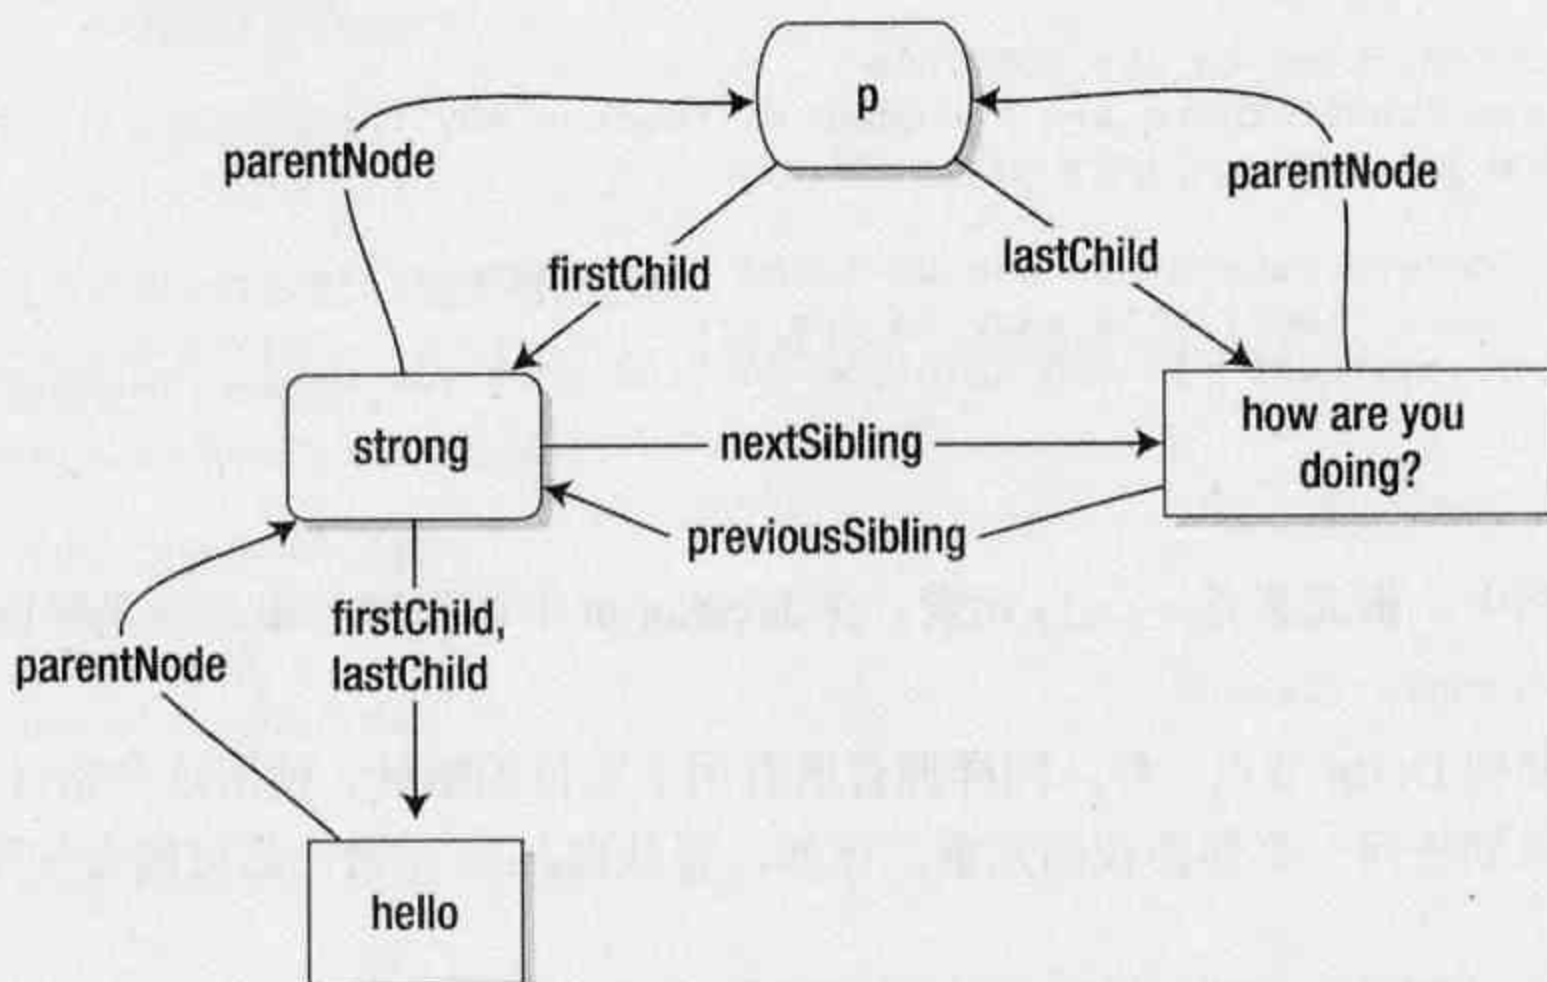 p
parentNode
parentNode
firstChild
lastChild
strong
nextSibling
how are you
doing?
previousSibling
firstChild,
lastChild
parentNode
hello